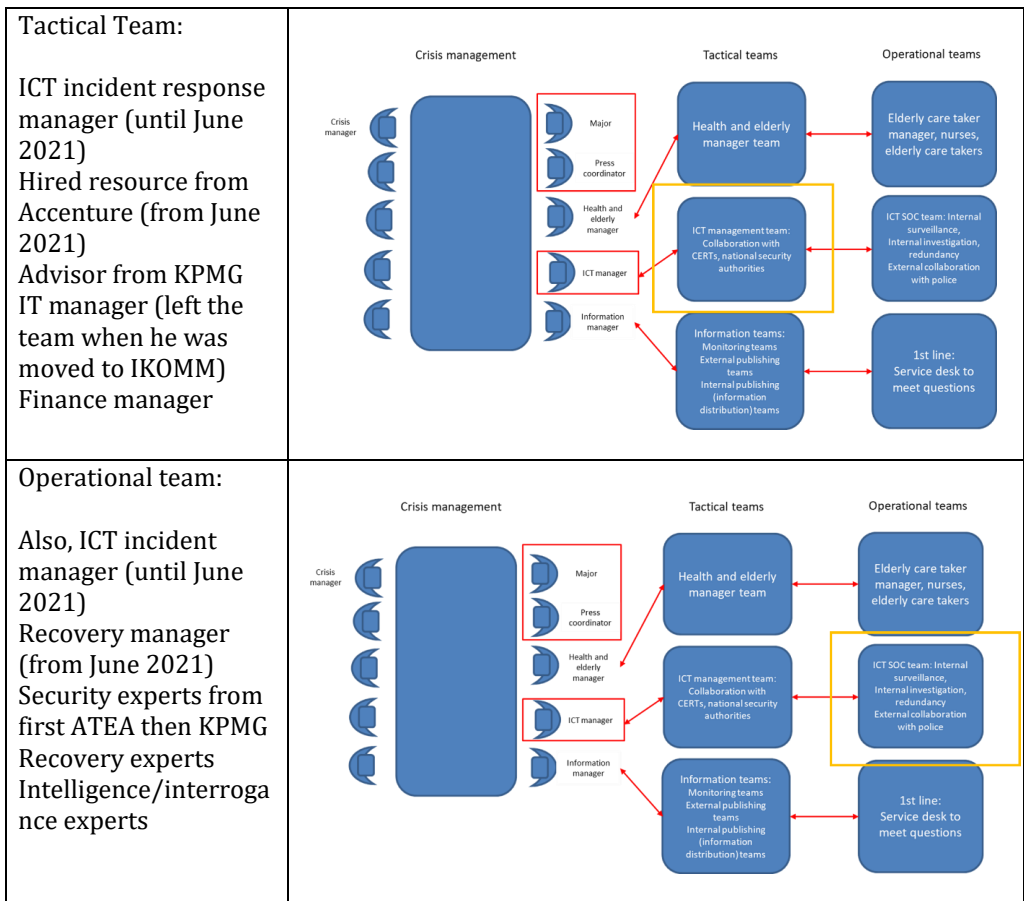 Tactical Team:
ICT incident response
manager (until June
2021)
Hired resource from
Accenture (from June
2021)
Advisor from KPMG
IT manager (left the
team when he was
moved to IKOMM)
Finance manager
Crisis management
Tactical teams
Operational teams
Crisis
manager
Major
Press
coordinator
Health and
elderly
manager
ICT manager
Information
manager
Health and elderly
manager team
ICT management team:
Collaboration with
CERTs, national security
authorities
Information teams:
Monitoring teams
External publishing
teams
Internal publishing
(information
distribution) teams
Elderly care taker
manager, nurses,
elderly care takers
ICT SOC team: Internal
surveillance,
Internal investigation,
redundancy
External collaboration
with police
1st line:
Service desk to
meet questions
Operational team:
Also, ICT incident
manager (until June
2021)
Recovery manager
(from June 2021)
Security experts from
first ATEA then KPMG
Recovery experts
Intelligence/interroga
nce experts
Crisis management
Tactical teams
Operational teams
Crisis
manager
Major
Press
coordinator
Health and
elderly
manager
ICT manager
Information
manager
Health and elderly
manager team
ICT management team:
Collaboration with
CERTs, national security
authorities
Information teams:
Monitoring teams
External publishing
teams
Internal publishing
(information
distribution) teams
Elderly care taker
manager, nurses,
elderly care takers
ICT SOC team: Internal
surveillance,
Internal investigation,
redundancy
External collaboration
with police
1st line:
Service desk to
meet questions